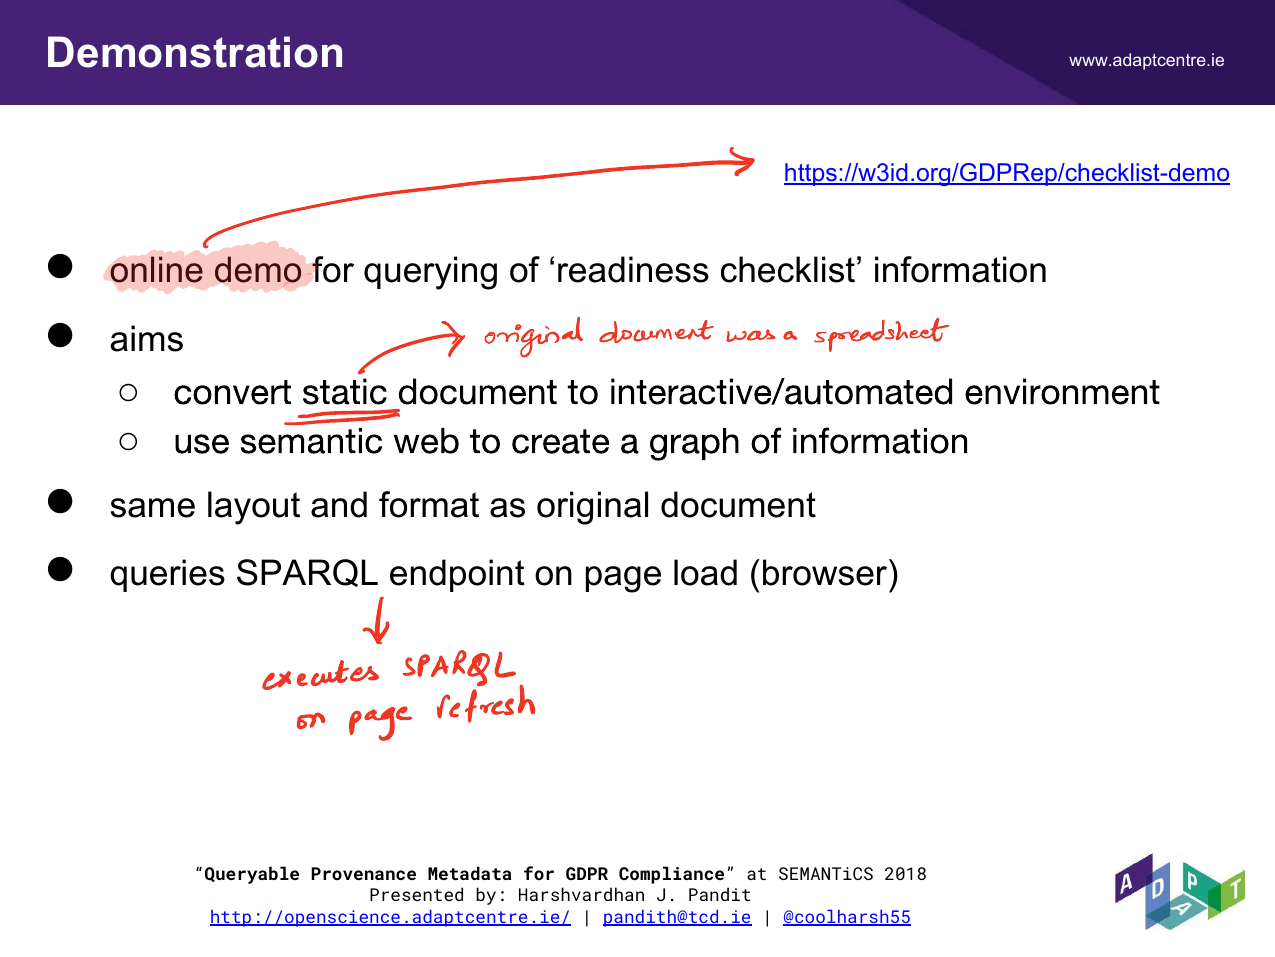 Demonstration
www.adaptcentre.ie
https://w3id.org/GDPRep/checklist-demo
● online demo for querying of ‘readiness checklist’ information
● aims
original document was a spreadsheet
○ convert static document to interactive/automated environment
○ use semantic web to create a graph of information
● same layout and format as original document
● queries SPARQL endpoint on page load (browser)
executes SPARQL
on page refresh
“Queryable Provenance Metadata for GDPR Compliance” at SEMANTiCS 2018
Presented by: Harshvardhan J. Pandit
http://openscience.adaptcentre.ie/ | pandith@tcd.ie | @coolharsh55
ADAPT